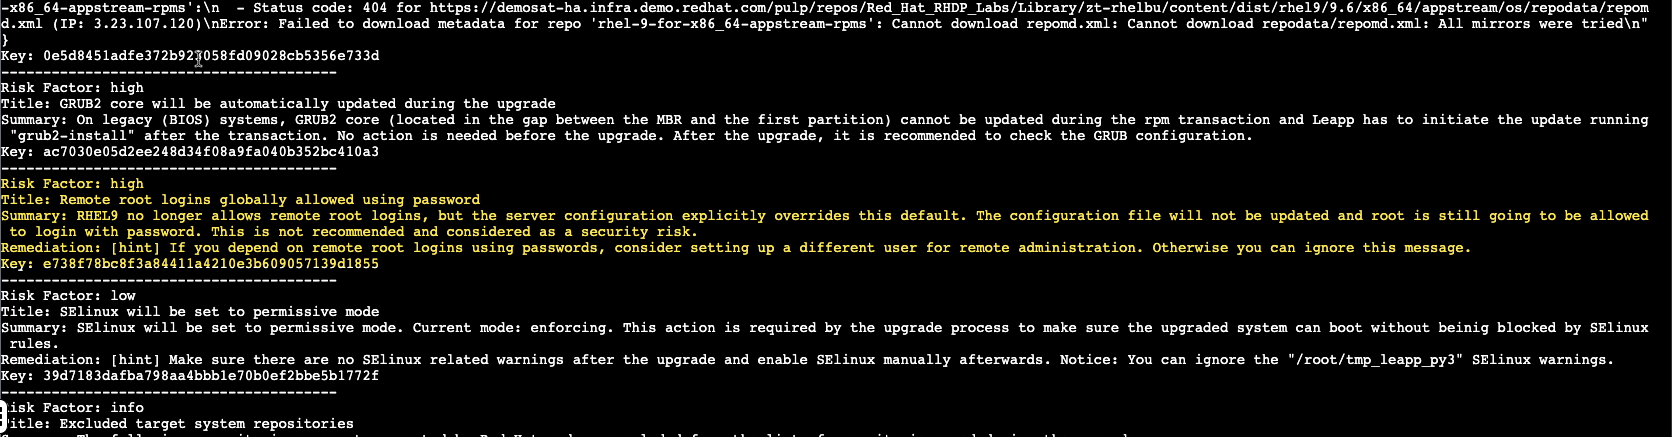 -x86_64-appstream-rpms':\n  - Status code: 404 for https://demosat-ha.infra.demo.redhat.com/pulp/repos/Red_Hat_RHDP_Labs/Library/zt-rhelbu/content/dist/rhel9/9.6/x86_64/appstream/os/repodata/repom
d.xml (IP: 3.23.107.120)\nError: Failed to download metadata for repo 'rhel-9-for-x86_64-appstream-rpms': Cannot download repomd.xml: Cannot download repodata/repomd.xml: All mirrors were tried\n"
}
Key: 0e5d8451adfe372b923058fd09028cb5356e733d
----------------------------------------
Risk Factor: high
Title: GRUB2 core will be automatically updated during the upgrade
Summary: On legacy (BIOS) systems, GRUB2 core (located in the gap between the MBR and the first partition) cannot be updated during the rpm transaction and Leapp has to initiate the update running
 "grub2-install" after the transaction. No action is needed before the upgrade. After the upgrade, it is recommended to check the GRUB configuration.
Key: ac7030e05d2ee248d34f08a9fa040b352bc410a3
----------------------------------------
Risk Factor: high
Title: Remote root logins globally allowed using password
Summary: RHEL9 no longer allows remote root logins, but the server configuration explicitly overrides this default. The configuration file will not be updated and root is still going to be allowed
 to login with password. This is not recommended and considered as a security risk.
Remediation: [hint] If you depend on remote root logins using passwords, consider setting up a different user for remote administration. Otherwise you can ignore this message.
Key: e738f78bc8f3a84411a4210e3b609057139d1855
----------------------------------------
Risk Factor: low
Title: SElinux will be set to permissive mode
Summary: SElinux will be set to permissive mode. Current mode: enforcing. This action is required by the upgrade process to make sure the upgraded system can boot without beinig blocked by SElinux
 rules.
Remediation: [hint] Make sure there are no SElinux related warnings after the upgrade and enable SElinux manually afterwards. Notice: You can ignore the "/root/tmp_leapp_py3" SElinux warnings.
Key: 39d7183dafba798aa4bbb1e70b0ef2bbe5b1772f
----------------------------------------
isk Factor: info
itle: Excluded target system repositories